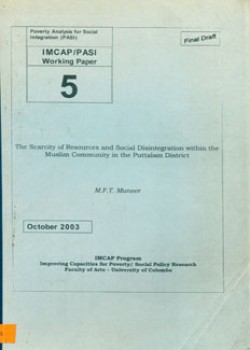 Poverty Analysis for Social
Integration (PASI)
Final Draft
IMCAP/PASI
Working Paper
5
The Scarcity of Resources and Social Disintegration within the
Muslim Community in the Puttalam District
M.F.T. Muneer
October 2003
IMCAP Program
Improving Capacities for Poverty/ Social Policy Research
Faculty of Arts - University of Colombo